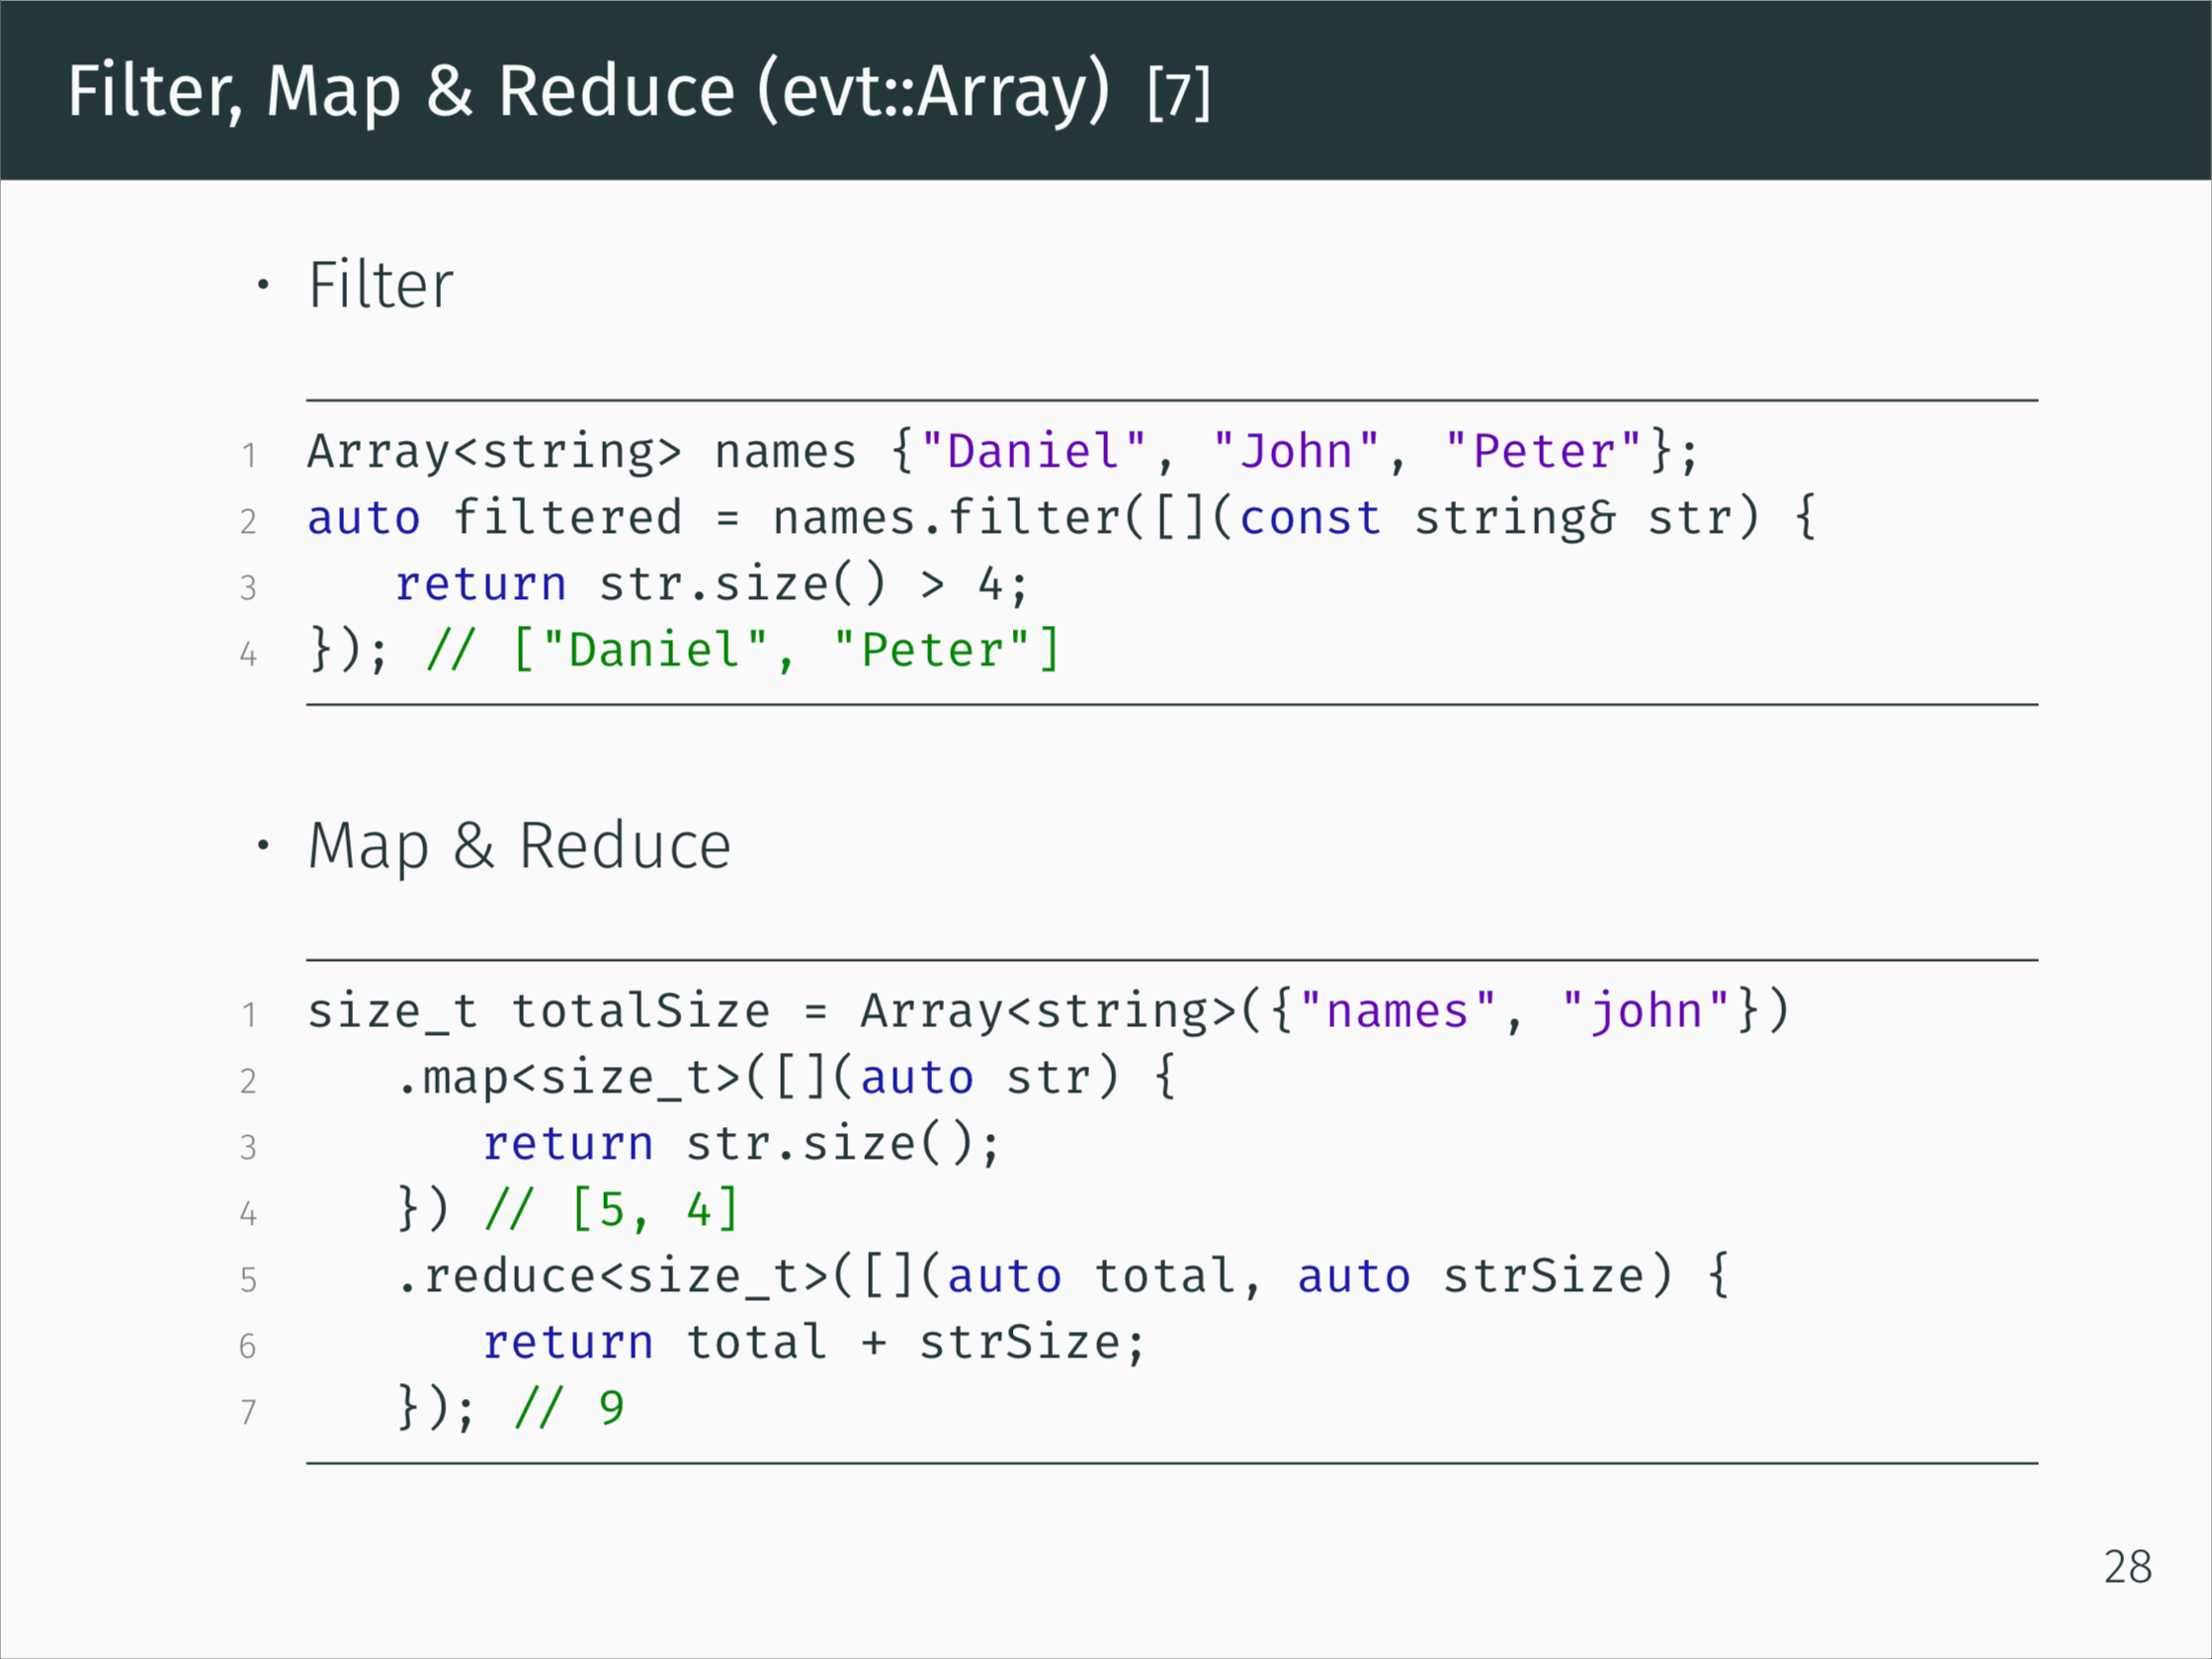 Filter, Map & Reduce (evt::Array) [7]
• Filter
1 Array<string> names {"Daniel", "John", "Peter"};
2 auto filtered = names.filter([](const string& str) {
3    return str.size() > 4;
4 }); // ["Daniel", "Peter"]
• Map & Reduce
1 size_t totalSize = Array<string>({"names", "john"})
2    .map<size_t>([](auto str) {
3       return str.size();
4    }) // [5, 4]
5    .reduce<size_t>([](auto total, auto strSize) {
6       return total + strSize;
7    }); // 9
28